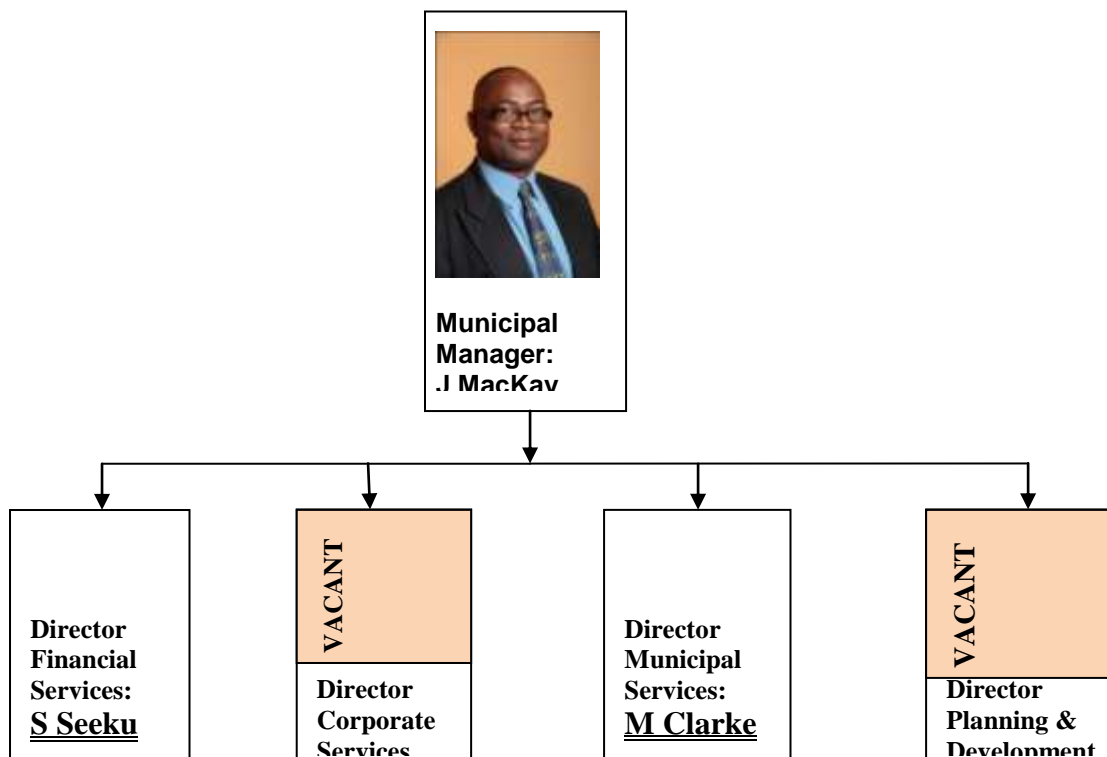 Municipal
Manager:
J MacKay
Director
Financial
Services:
S Seeku
VACANT
Director
Corporate
Services
Director
Municipal
Services:
M Clarke
VACANT
Director
Planning &
Development